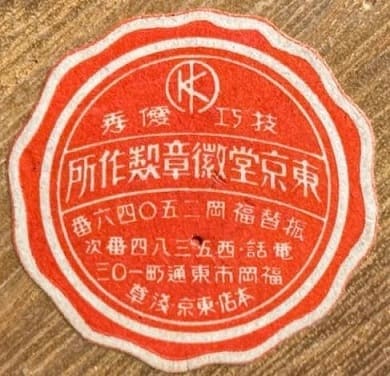 技巧優秀
東京堂徽章製作所
振替福岡二五〇四六番
電話・西五三八四番次
福岡市東通町一〇三
本店・東京・淺草